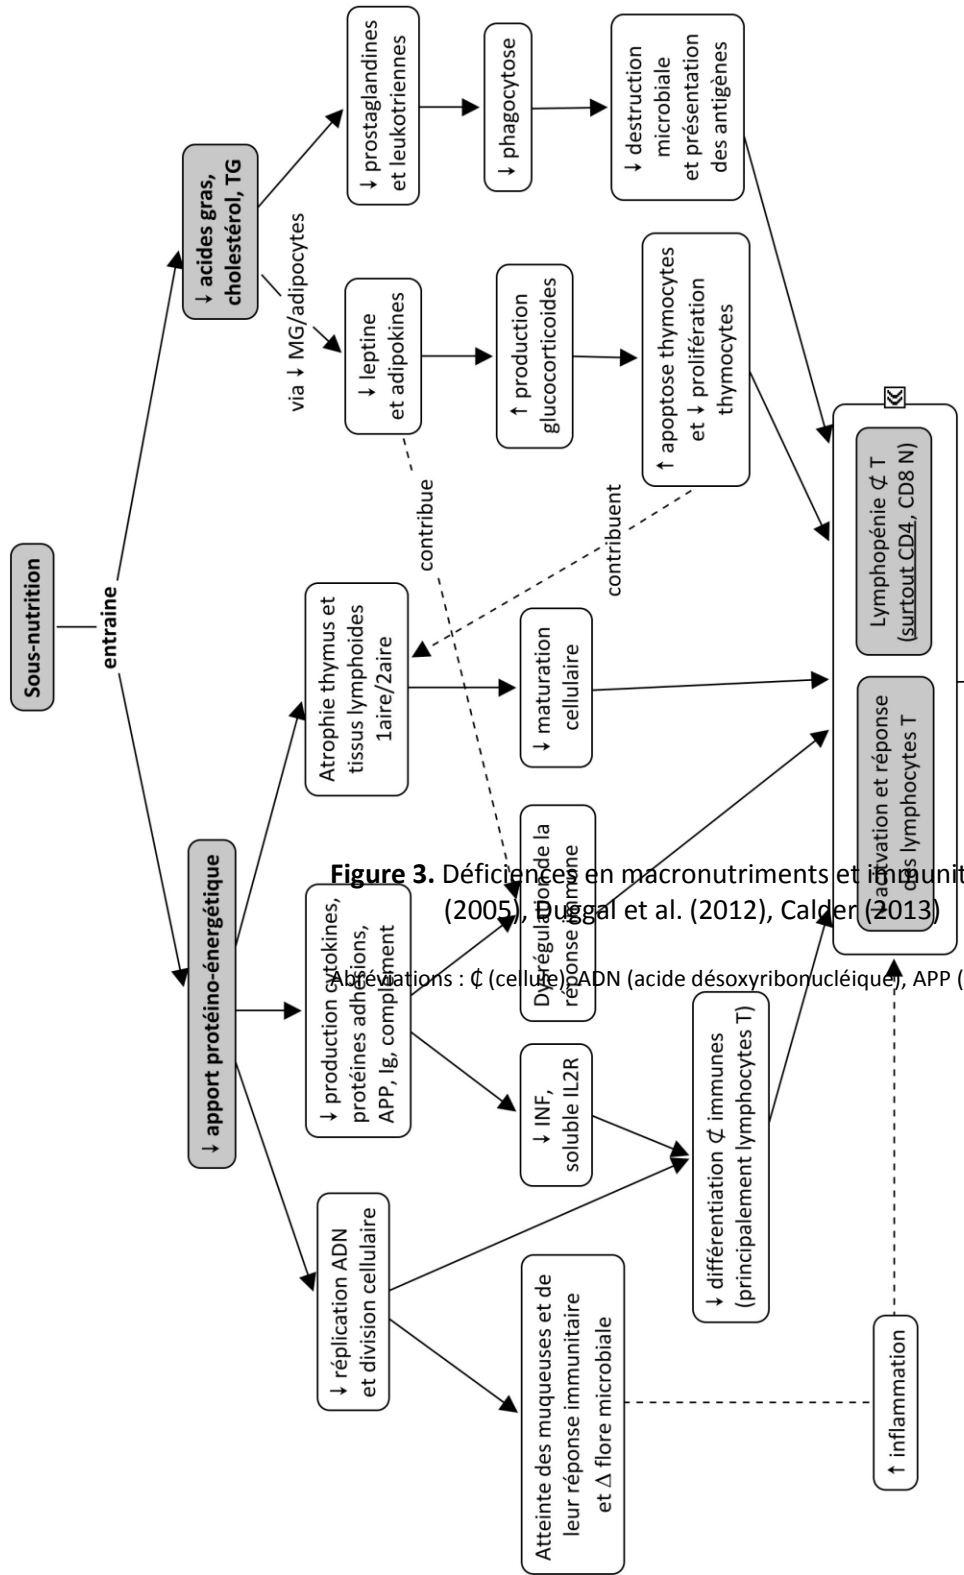 Sous-nutrition
entraine
↓ apport protéino-énergétique
↓ acides gras,
cholestérol, TG
via ↓ MG/adipocytes
↓ réplication ADN
et division cellulaire
↓ production cytokines,
protéines adhésions,
APP, Ig, complément
Atrophie thymus et
tissus lymphoides
1aire/2aire
↓ leptine
et adipokines
↓ prostaglandines
et leukotriennes
contribue
↑ production
glucocorticoides
↓ phagocytose
Atteinte des muqueuses et de
leur réponse immunitaire
et Δ flore microbiale
↓ INF,
soluble IL2R
Dysrégulation de la
réponse immune
↓ maturation
cellulaire
contribuent
↑ apoptose thymocytes
et ↓ prolifération
thymocytes
↓ destruction
microbiale
et présentation
des antigènes
↓ différentiation ₵ immunes
(principalement lymphocytes T)
↑ inflammation
↓ activation et réponse
des lymphocytes T
Lymphopénie ₵ T
(surtout CD4, CD8 N)
Figure 3. Déficiences en macronutriments et immunit
(2005), Duggal et al. (2012), Calder (2013)
Abréviations : ₵ (cellule), ADN (acide désoxyribonucléique), APP (